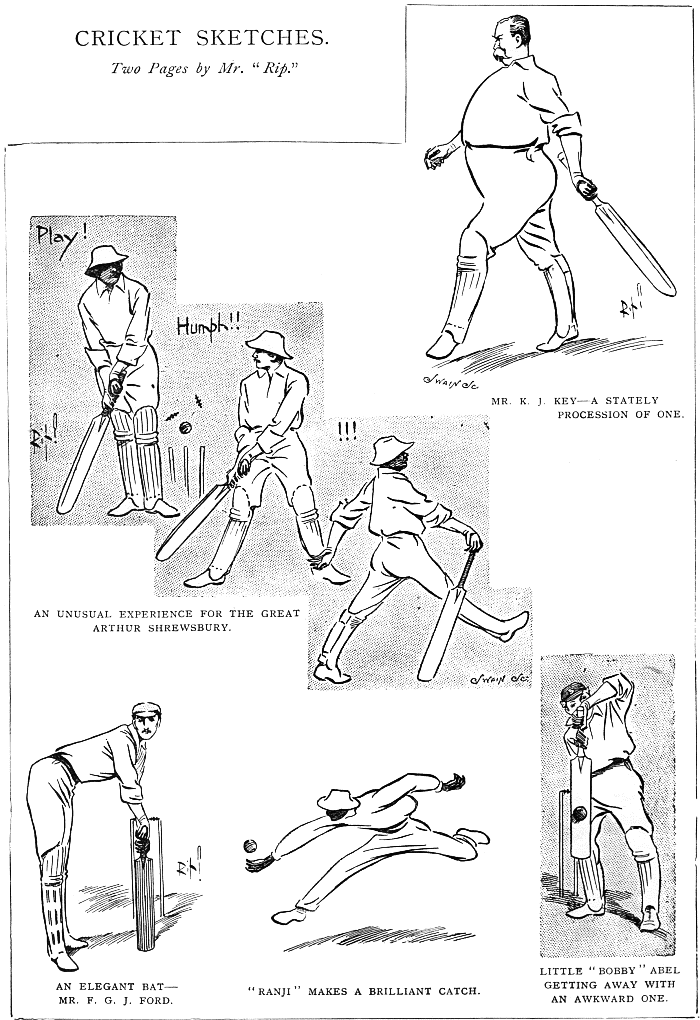 CRICKET SKETCHES.
Two Pages by Mr. "Rip."
Rip!!
SWAIN Sc
MR. K. J. KEY—A STATELY
PROCESSION OF ONE.
Play!
Rip!
Humph!!
!!!
SWAIN Sc.
AN UNUSUAL EXPERIENCE FOR THE GREAT
ARTHUR SHREWSBURY.
Rip!!
AN ELEGANT BAT—
MR. F. G. J. FORD.
"RANJI" MAKES A BRILLIANT CATCH.
LITTLE "BOBBY" ABEL
GETTING AWAY WITH
AN AWKWARD ONE.